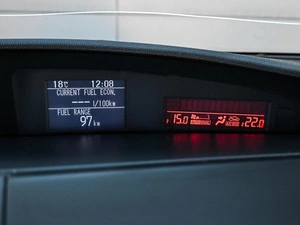 18°C 12:08
CURRENT FUEL ECON.
--- l/100km
FUEL RANGE
97 km
15.0 22.0